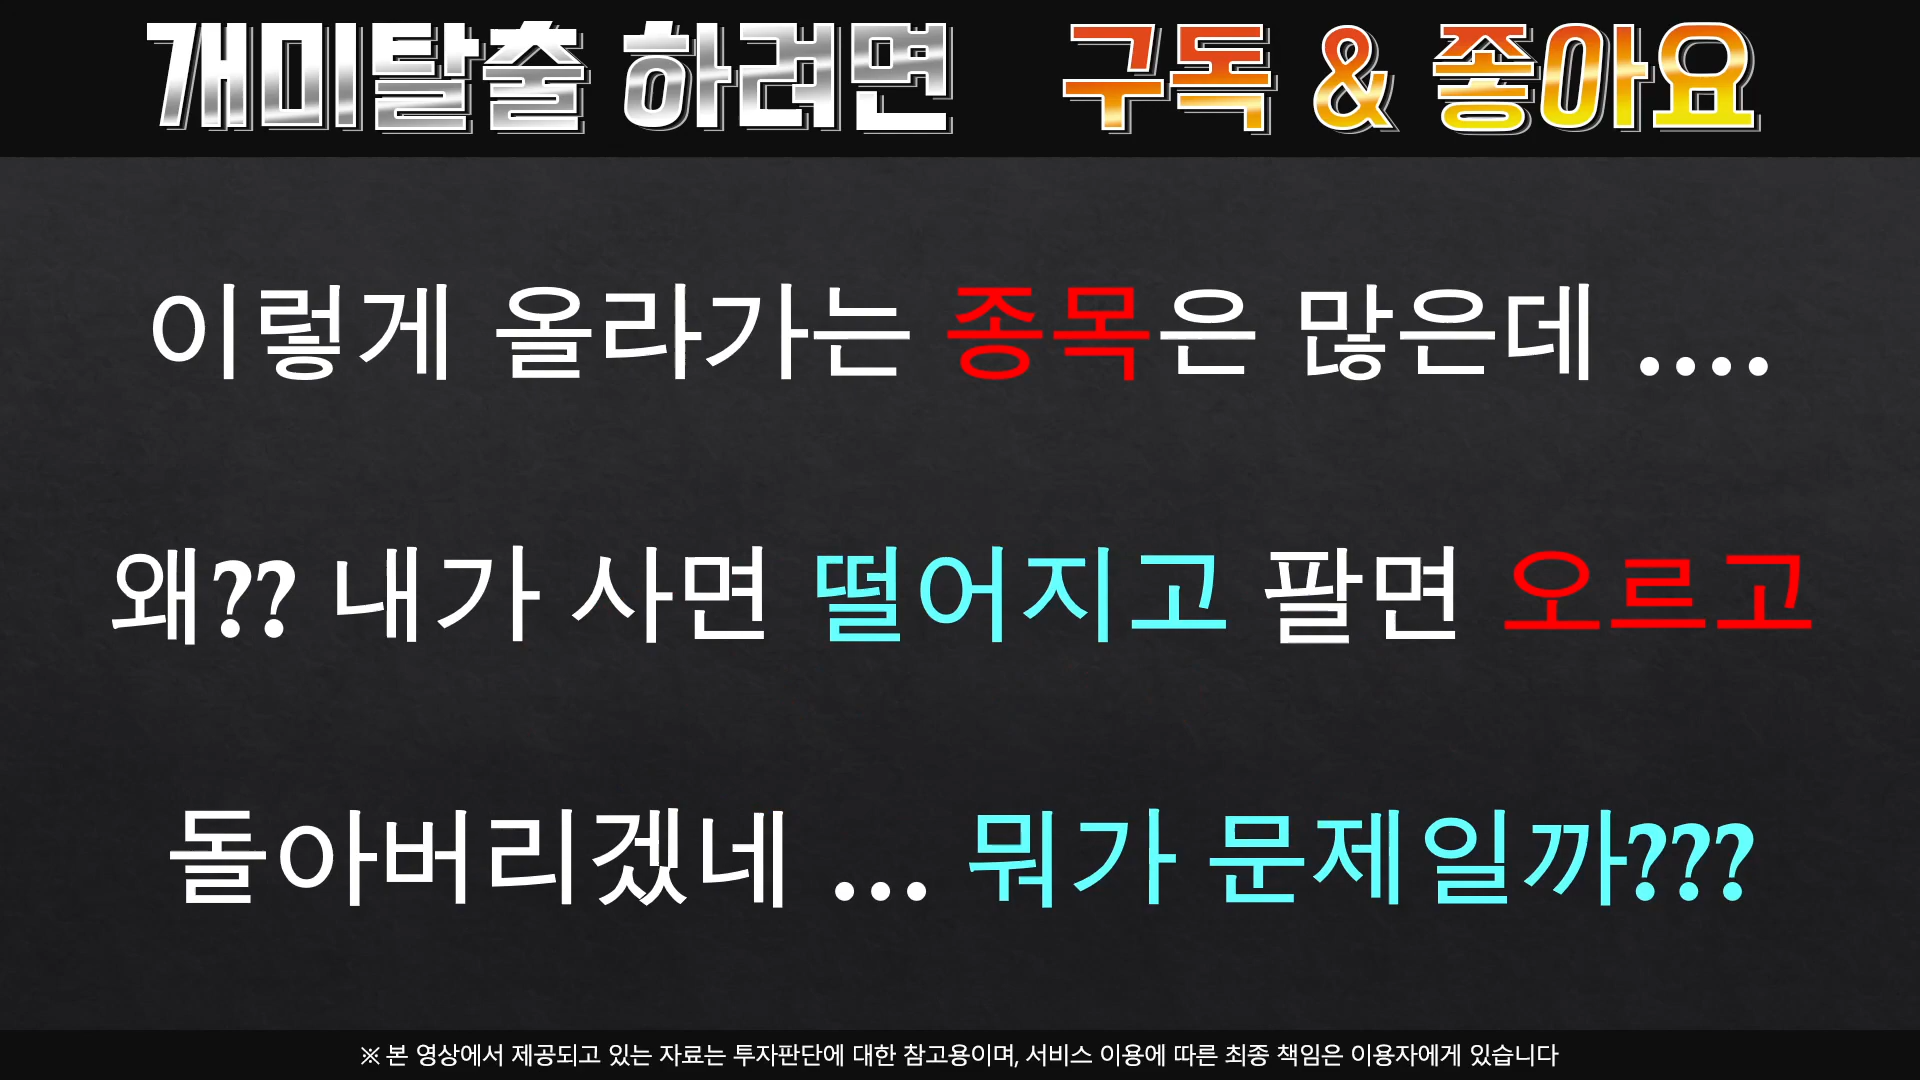 개미탈출 하려면 구독 & 좋아요
이렇게 올라가는 종목은 많은데 ....
왜?? 내가 사면 떨어지고 팔면 오르고
돌아버리겠네 ... 뭐가 문제일까???
※ 본 영상에서 제공되고 있는 자료는 투자판단에 대한 참고용이며, 서비스 이용에 따른 최종 책임은 이용자에게 있습니다